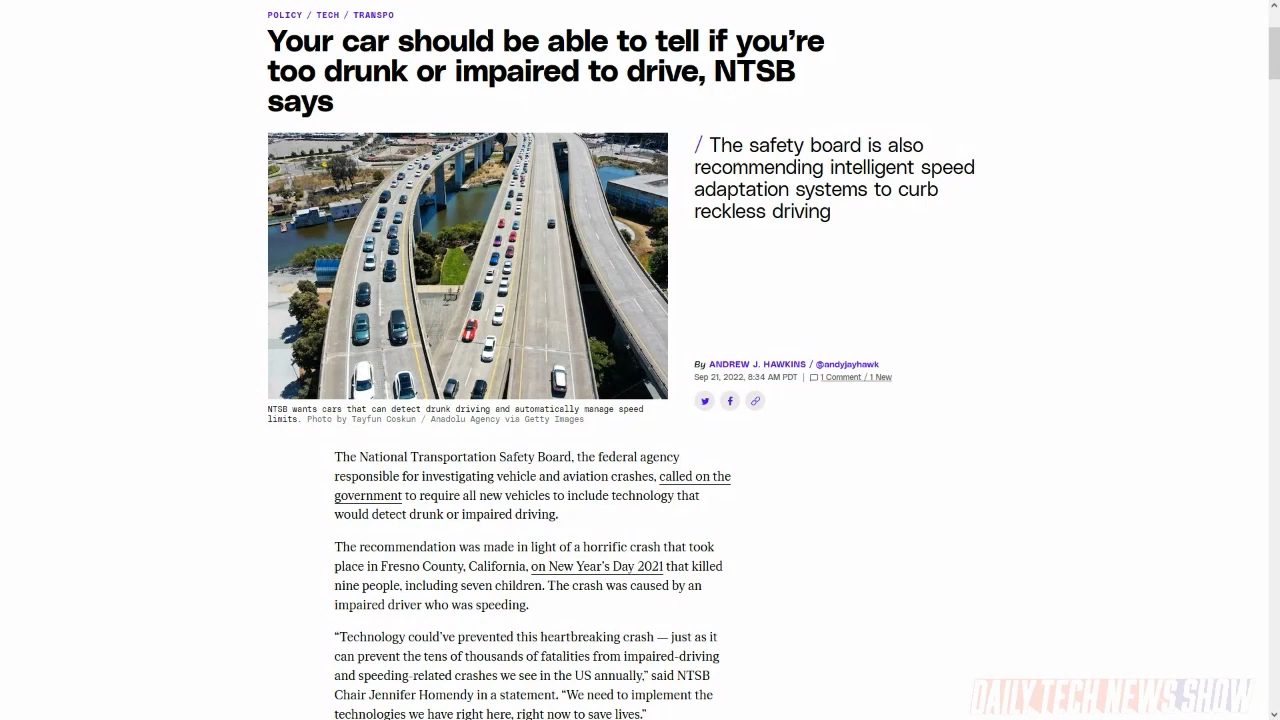 POLICY / TECH / TRANSPO
Your car should be able to tell if you’re
too drunk or impaired to drive, NTSB
says
/ The safety board is also
recommending intelligent speed
adaptation systems to curb
reckless driving
By ANDREW J. HAWKINS / @andyjayhawk
Sep 21, 2022, 8:34 AM PDT | 1 Comment / 1 New
NTSB wants cars that can detect drunk driving and automatically manage speed
limits. Photo by Tayfun Coskun / Anadolu Agency via Getty Images
The National Transportation Safety Board, the federal agency
responsible for investigating vehicle and aviation crashes, called on the
government to require all new vehicles to include technology that
would detect drunk or impaired driving.
The recommendation was made in light of a horrific crash that took
place in Fresno County, California, on New Year’s Day 2021 that killed
nine people, including seven children. The crash was caused by an
impaired driver who was speeding.
“Technology could’ve prevented this heartbreaking crash — just as it
can prevent the tens of thousands of fatalities from impaired-driving
and speeding-related crashes we see in the US annually,” said NTSB
Chair Jennifer Homendy in a statement. “We need to implement the
technologies we have right here, right now to save lives.”
DAILY TECH NEWS SHOW